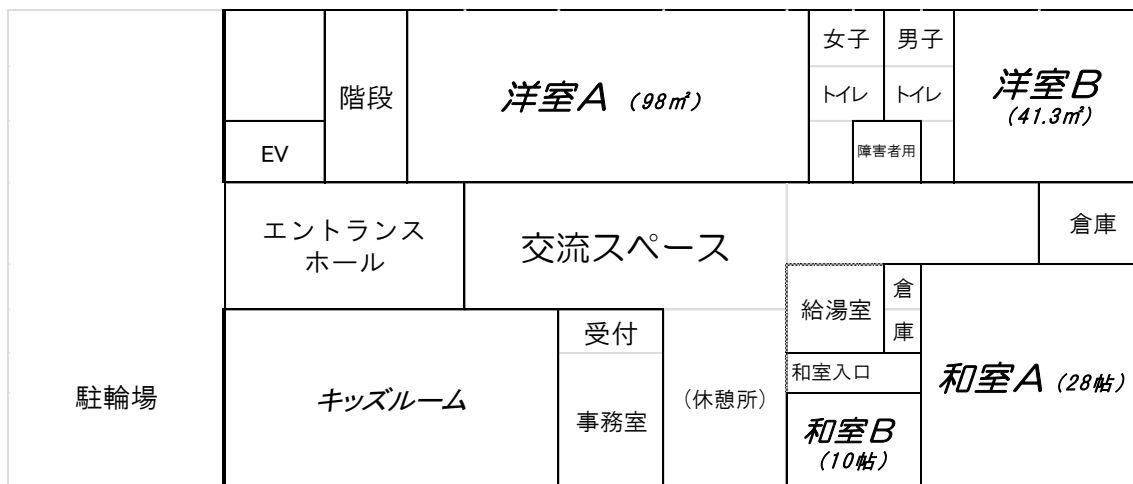 女子
男子
階段
洋室A (98㎡)
トイレ
トイレ
洋室B
(41.3㎡)
EV
障害者用
エントランス
ホール
交流スペース
倉庫
給湯室
倉
庫
受付
和室入口
和室A (28帖)
駐輪場
キッズルーム
事務室
(休憩所)
和室B
(10帖)